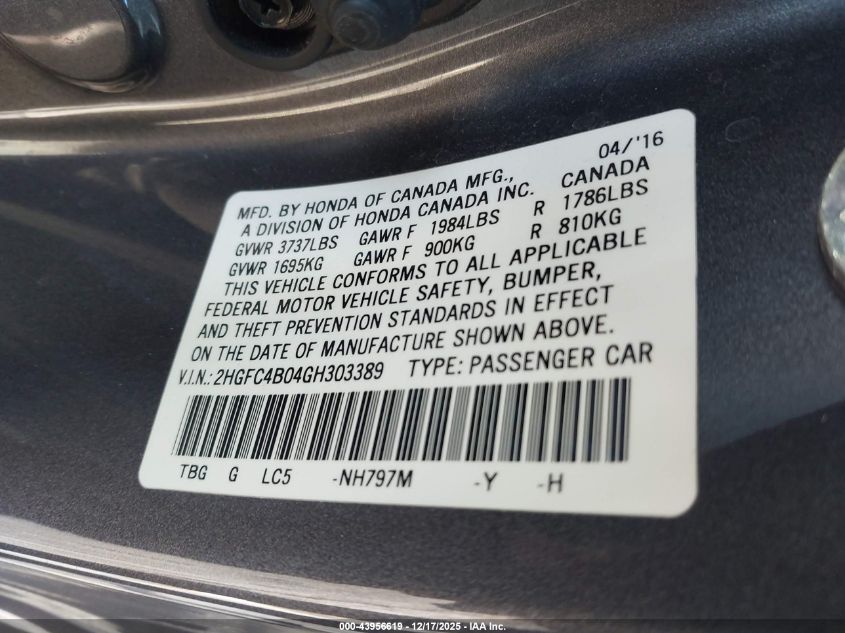 04/'16
MFD. BY HONDA OF CANADA MFG.,
A DIVISION OF HONDA CANADA INC. CANADA
GVWR 3737LBS GAWR F 1984LBS R 1786LBS
GVWR 1695KG GAWR F 900KG R 810KG
THIS VEHICLE CONFORMS TO ALL APPLICABLE
FEDERAL MOTOR VEHICLE SAFETY, BUMPER,
AND THEFT PREVENTION STANDARDS IN EFFECT
ON THE DATE OF MANUFACTURE SHOWN ABOVE.
V.I.N.: 2HGFC4B04GH303389 TYPE: PASSENGER CAR
TBG G LC5 -NH797M -Y -H
000-43956619 - 12/17/2025 - IAA Inc.